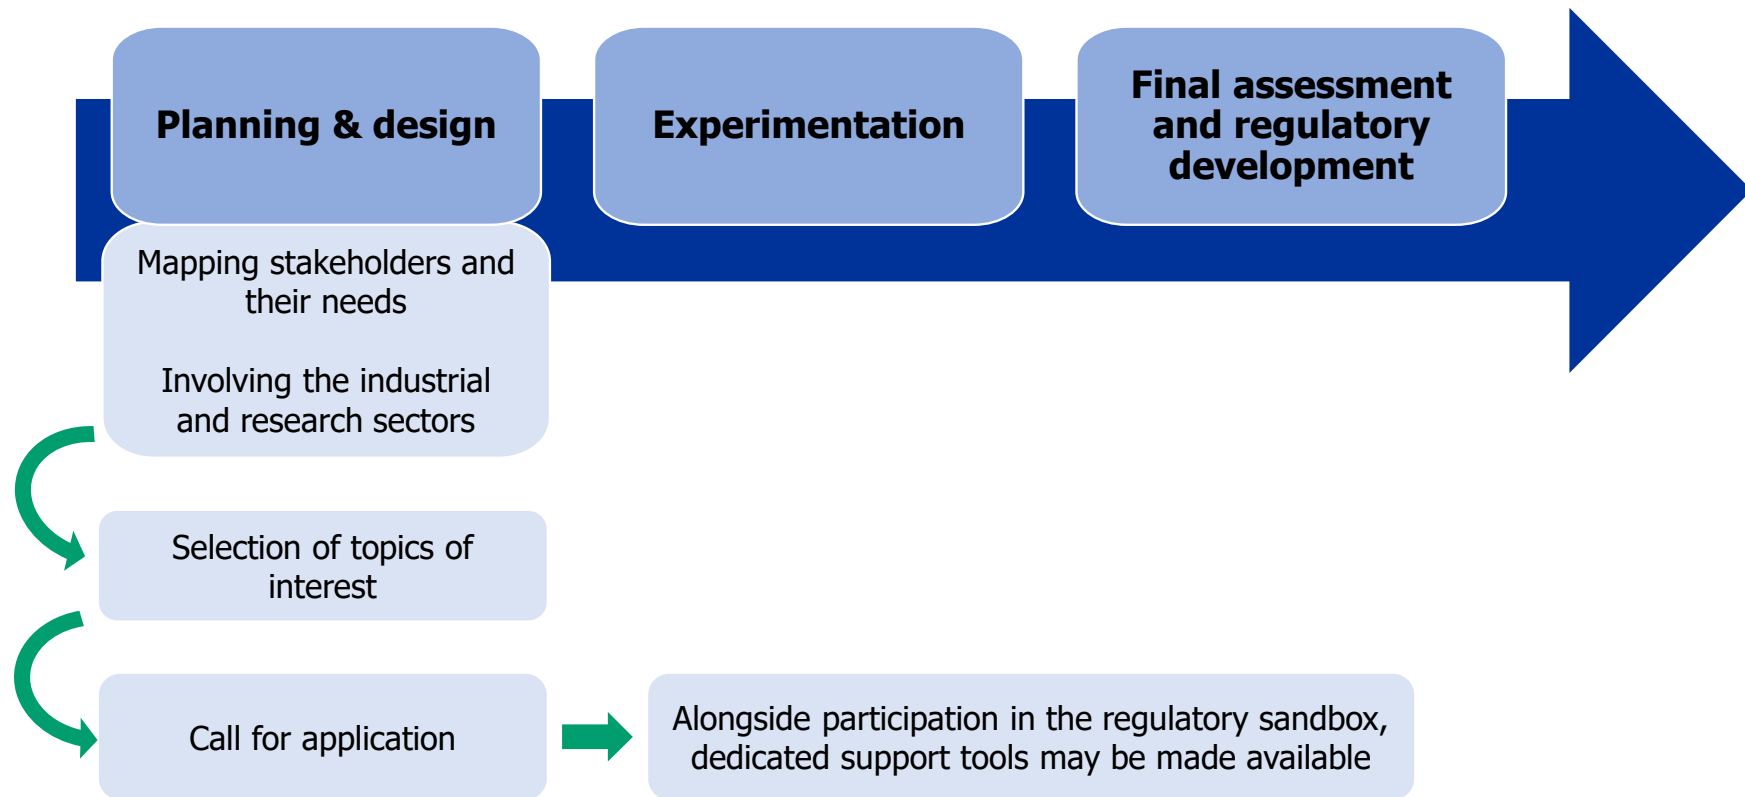 Planning & design
Experimentation
Final assessment
and regulatory
development
Mapping stakeholders and
their needs
Involving the industrial
and research sectors
Selection of topics of
interest
Call for application
Alongside participation in the regulatory sandbox,
dedicated support tools may be made available